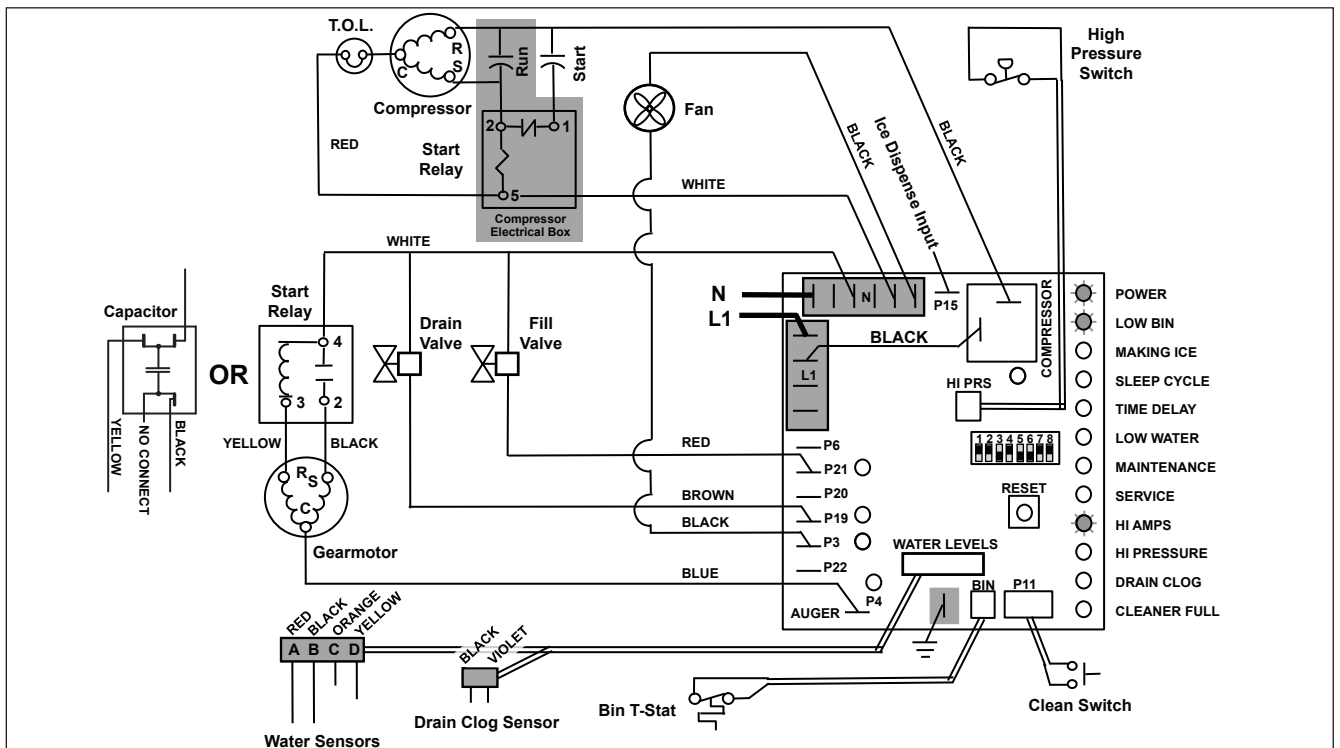 T.O.L.
R
S
C
Compressor
Run
Start
2
1
Start
Relay
5
Compressor
Electrical Box
RED
WHITE
Fan
BLACK
Ice Dispense Input
BLACK
High
Pressure
Switch
WHITE
Capacitor
YELLOW
NO CONNECT
BLACK
OR
Start
Relay
4
3
2
YELLOW
BLACK
R
S
C
Gearmotor
Drain
Valve
Fill
Valve
N
L1
N
P15
L1
BLACK
COMPRESSOR
HI PRS
1 2 3 4 5 6 7 8
RESET
RED
BROWN
BLACK
BLUE
P6
P21
P20
P19
P3
P22
P4
AUGER
WATER LEVELS
BIN
P11
POWER
LOW BIN
MAKING ICE
SLEEP CYCLE
TIME DELAY
LOW WATER
MAINTENANCE
SERVICE
HI AMPS
HI PRESSURE
DRAIN CLOG
CLEANER FULL
RED
BLACK
ORANGE
YELLOW
A B C D
Water Sensors
BLACK
VIOLET
Drain Clog Sensor
Bin T-Stat
Clean Switch